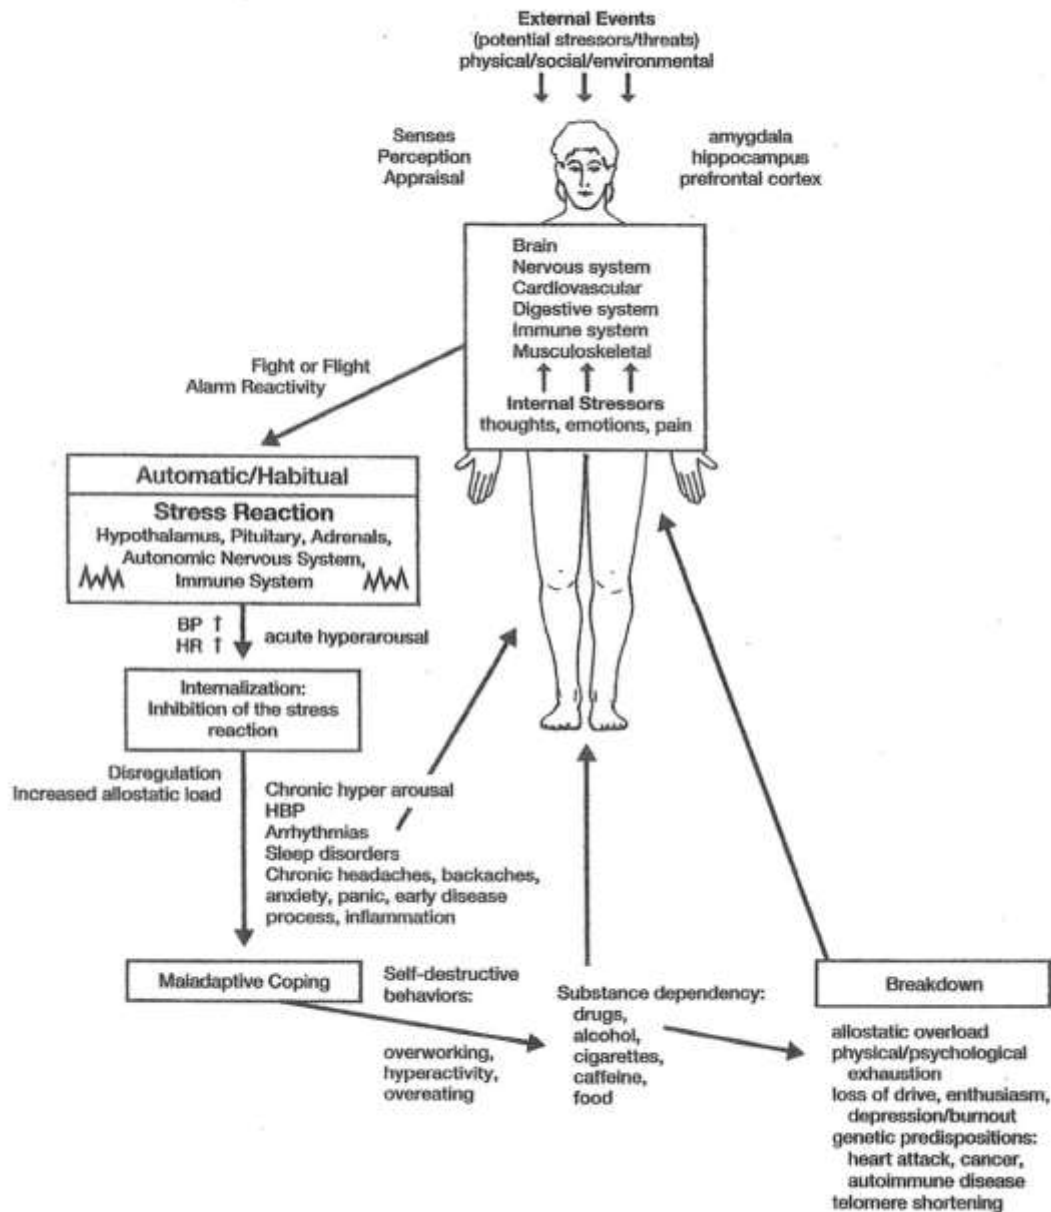 External Events
(potential stressors/threats)
physical/social/environmental
Senses
Perception
Appraisal
amygdala
hippocampus
prefrontal cortex
Brain
Nervous system
Cardiovascular
Digestive system
Immune system
Musculoskeletal
Internal Stressors
thoughts, emotions, pain
Fight or Flight
Alarm Reactivity
Automatic/Habitual
Stress Reaction
Hypothalamus, Pituitary, Adrenals,
Autonomic Nervous System,
Immune System
BP ↑
HR ↑
acute hyperarousal
Internalization:
Inhibition of the stress
reaction
Disregulation
Increased allostatic load
Chronic hyper arousal
HBP
Arrhythmias
Sleep disorders
Chronic headaches, backaches,
anxiety, panic, early disease
process, inflammation
Maladaptive Coping
Self-destructive
behaviors:
overworking,
hyperactivity,
overeating
Substance dependency:
drugs,
alcohol,
cigarettes,
caffeine,
food
Breakdown
allostatic overload
physical/psychological
exhaustion
loss of drive, enthusiasm,
depression/burnout
genetic predispositions:
heart attack, cancer,
autoimmune disease
telomere shortening